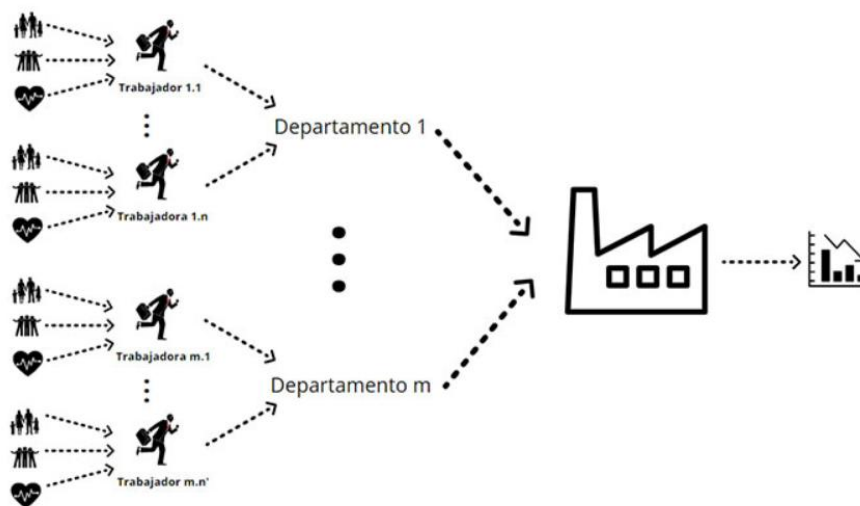 Trabajador 1.1
Departamento 1
Trabajadora 1.n
Trabajadora m.1
Departamento m
Trabajador m.n'